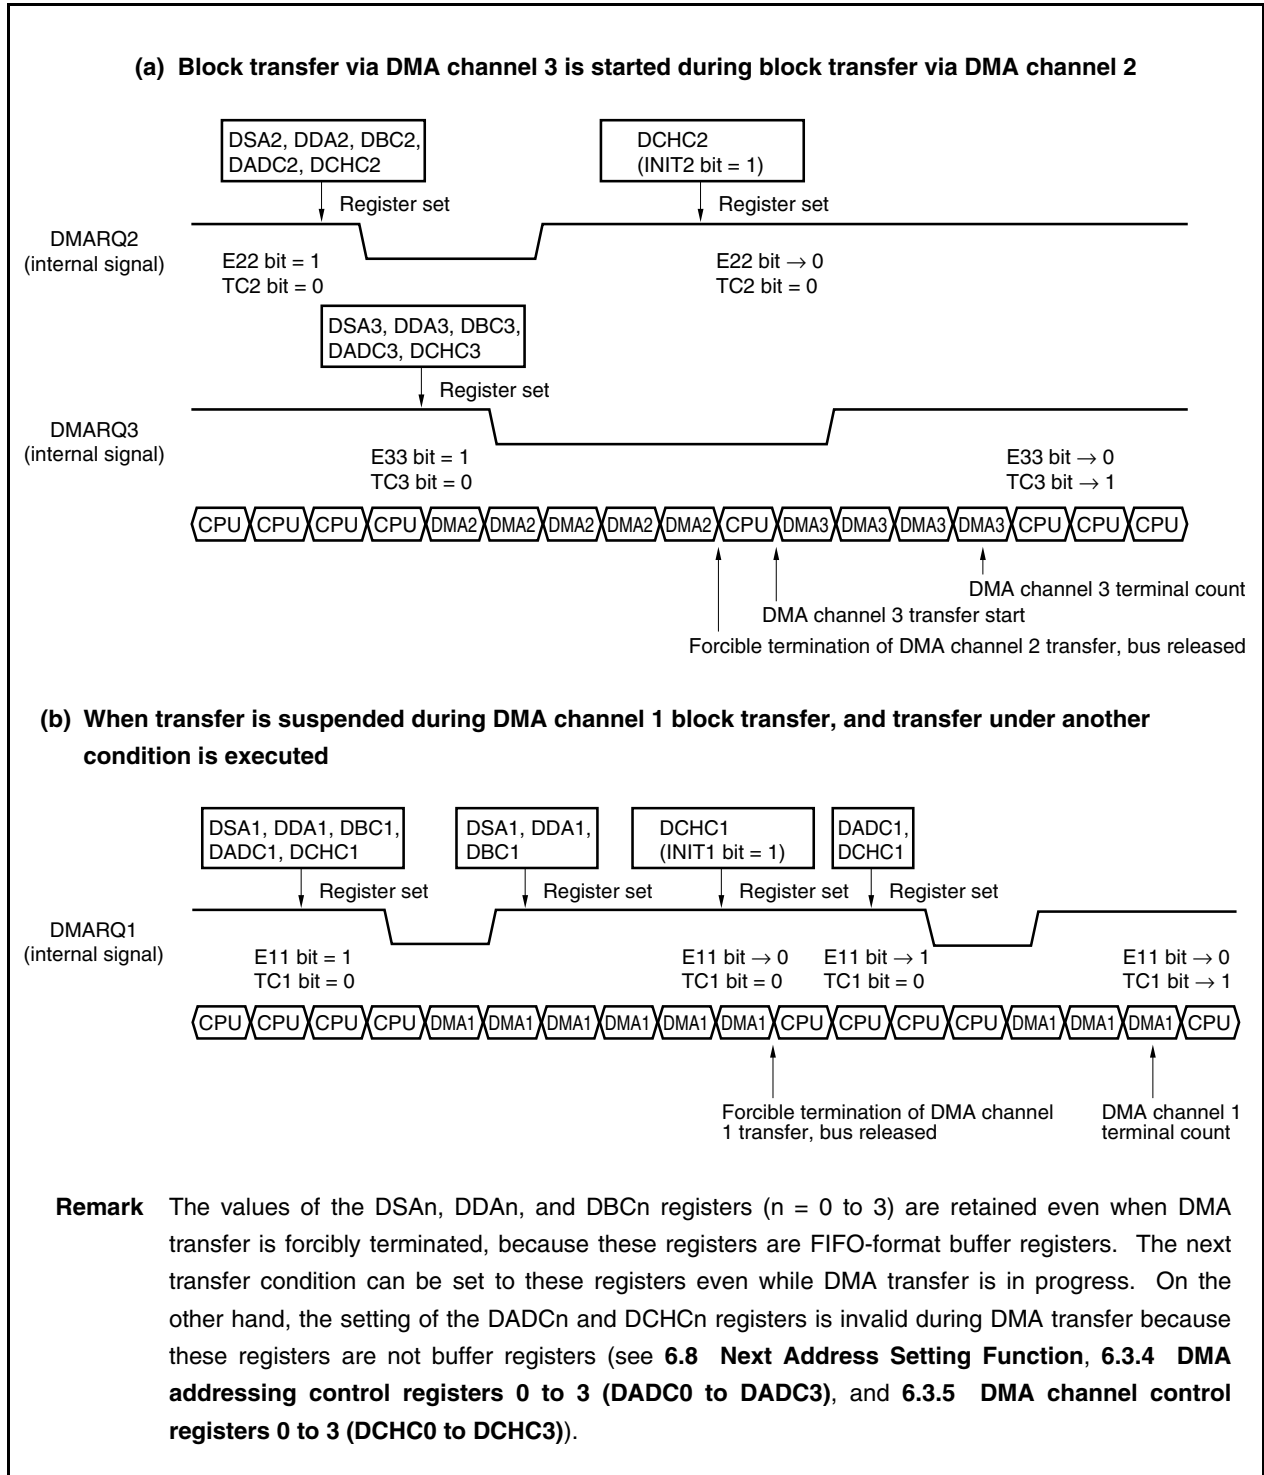 (a) Block transfer via DMA channel 3 is started during block transfer via DMA channel 2
DSA2, DDA2, DBC2,
DADC2, DCHC2
DCHC2
(INIT2 bit = 1)
Register set
Register set
DMARQ2
(internal signal)
E22 bit = 1
TC2 bit = 0
E22 bit → 0
TC2 bit = 0
DSA3, DDA3, DBC3,
DADC3, DCHC3
Register set
DMARQ3
(internal signal)
E33 bit = 1
TC3 bit = 0
E33 bit → 0
TC3 bit → 1
CPU CPU CPU CPU DMA2 DMA2 DMA2 DMA2 DMA2 CPU DMA3 DMA3 DMA3 DMA3 CPU CPU CPU
DMA channel 3 terminal count
DMA channel 3 transfer start
Forcible termination of DMA channel 2 transfer, bus released
(b) When transfer is suspended during DMA channel 1 block transfer, and transfer under another
condition is executed
DSA1, DDA1, DBC1,
DADC1, DCHC1
DSA1, DDA1,
DBC1
DCHC1
(INIT1 bit = 1)
DADC1,
DCHC1
Register set
Register set
Register set
Register set
DMARQ1
(internal signal)
E11 bit = 1
TC1 bit = 0
E11 bit → 0
TC1 bit = 0
E11 bit → 1
TC1 bit = 0
E11 bit → 0
TC1 bit → 1
CPU CPU CPU CPU DMA1 DMA1 DMA1 DMA1 DMA1 DMA1 CPU CPU CPU CPU DMA1 DMA1 DMA1 CPU
Forcible termination of DMA channel
1 transfer, bus released
DMA channel 1
terminal count
Remark The values of the DSAn, DDAn, and DBCn registers (n = 0 to 3) are retained even when DMA
transfer is forcibly terminated, because these registers are FIFO-format buffer registers. The next
transfer condition can be set to these registers even while DMA transfer is in progress. On the
other hand, the setting of the DADCn and DCHCn registers is invalid during DMA transfer because
these registers are not buffer registers (see 6.8 Next Address Setting Function, 6.3.4 DMA
addressing control registers 0 to 3 (DADC0 to DADC3), and 6.3.5 DMA channel control
registers 0 to 3 (DCHC0 to DCHC3)).